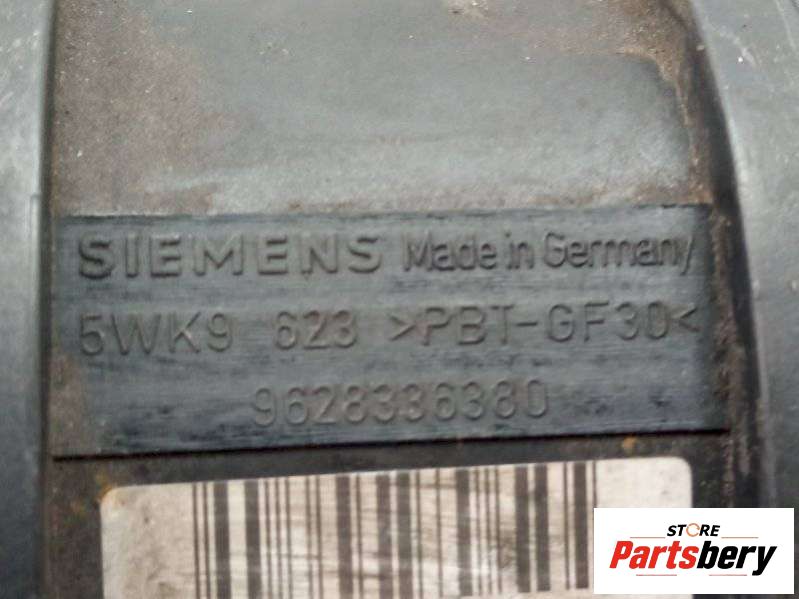 SIEMENS Made in Germany
5WK9 623 >PBT-GF30<
9628336380
STORE
Partsbery